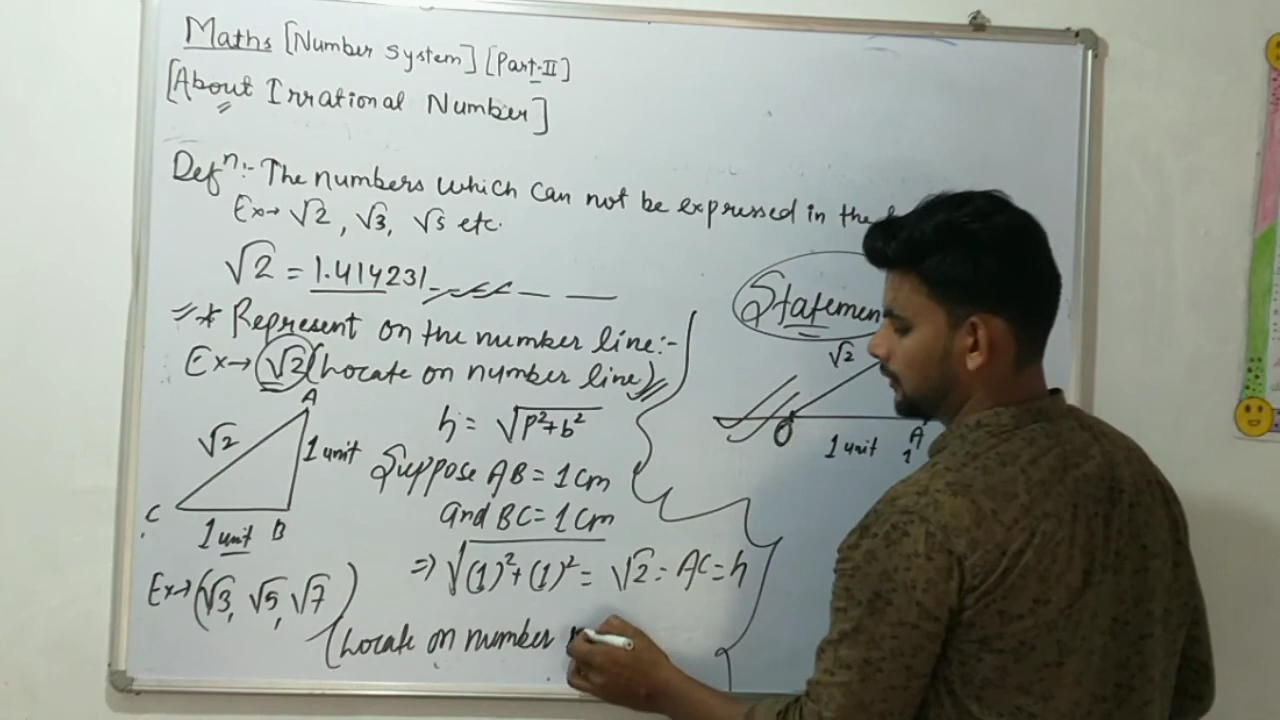 Maths [Number System] [Part-II]
[About Irrational Number]
Defⁿ:- The numbers which can not be expressed in the
Ex→ √2, √3, √5 etc.
√2 = 1.414231
* Represent on the number line:-
Ex→ √2 (Locate on number line)
A
√2
1 unit
C
1 unit B
h = √p²+b²
Suppose AB = 1cm
and BC = 1cm
⇒ √(1)²+(1)² = √2 = AC = h
Ex→ (√3, √5, √7)
(Locate on number
Statemen
√2
O
1 unit
A
1